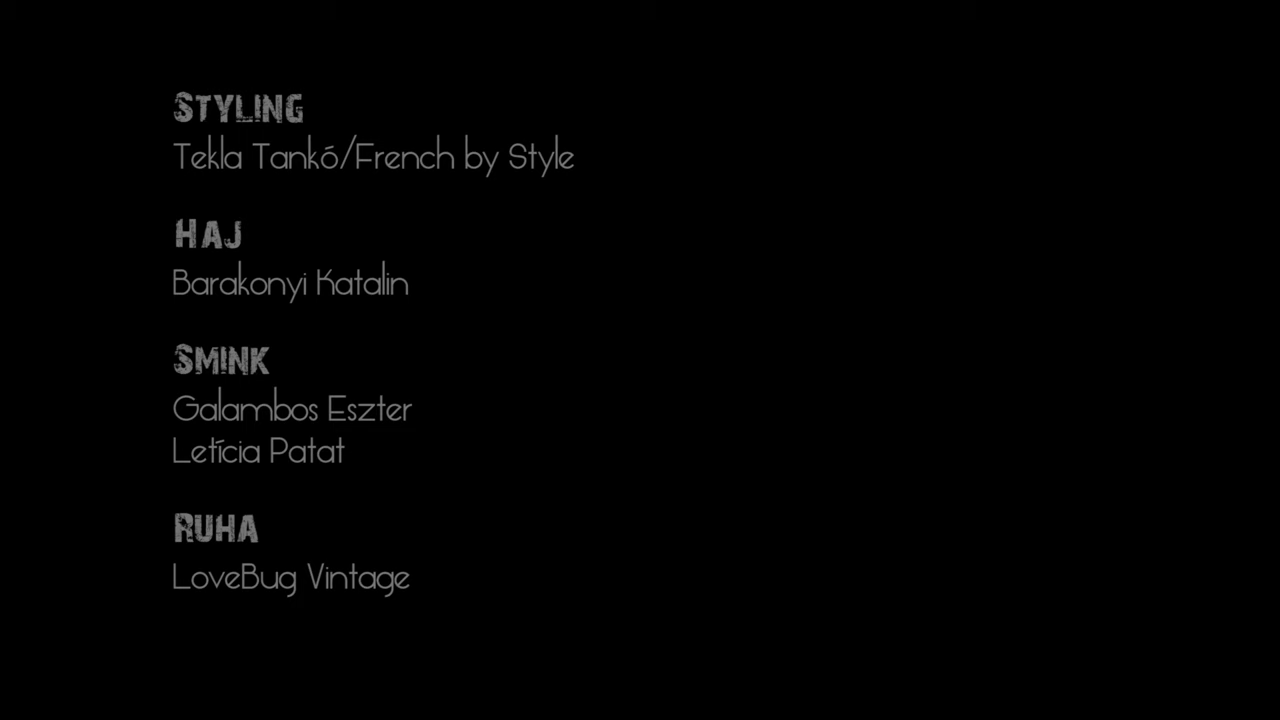 Styling
Tekla Tankó/French by Style
Haj
Barakonyi Katalin
Smink
Galambos Eszter
Letícia Patat
Ruha
LoveBug Vintage